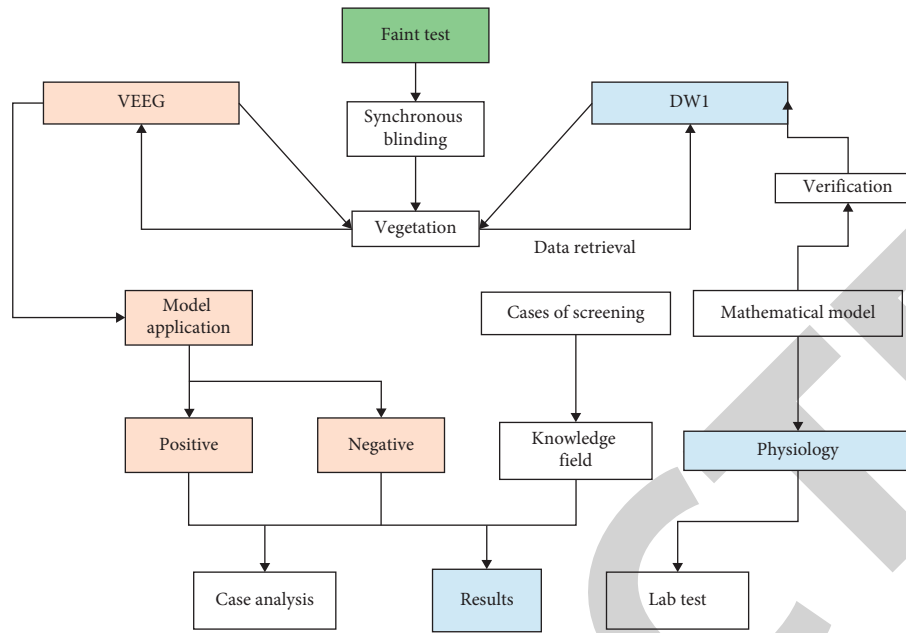 Faint test
VEEG
DW1
Synchronous
blinding
Verification
Vegetation
Data retrieval
Model
application
Cases of screening
Mathematical model
Positive
Negative
Knowledge
field
Physiology
Case analysis
Results
Lab test